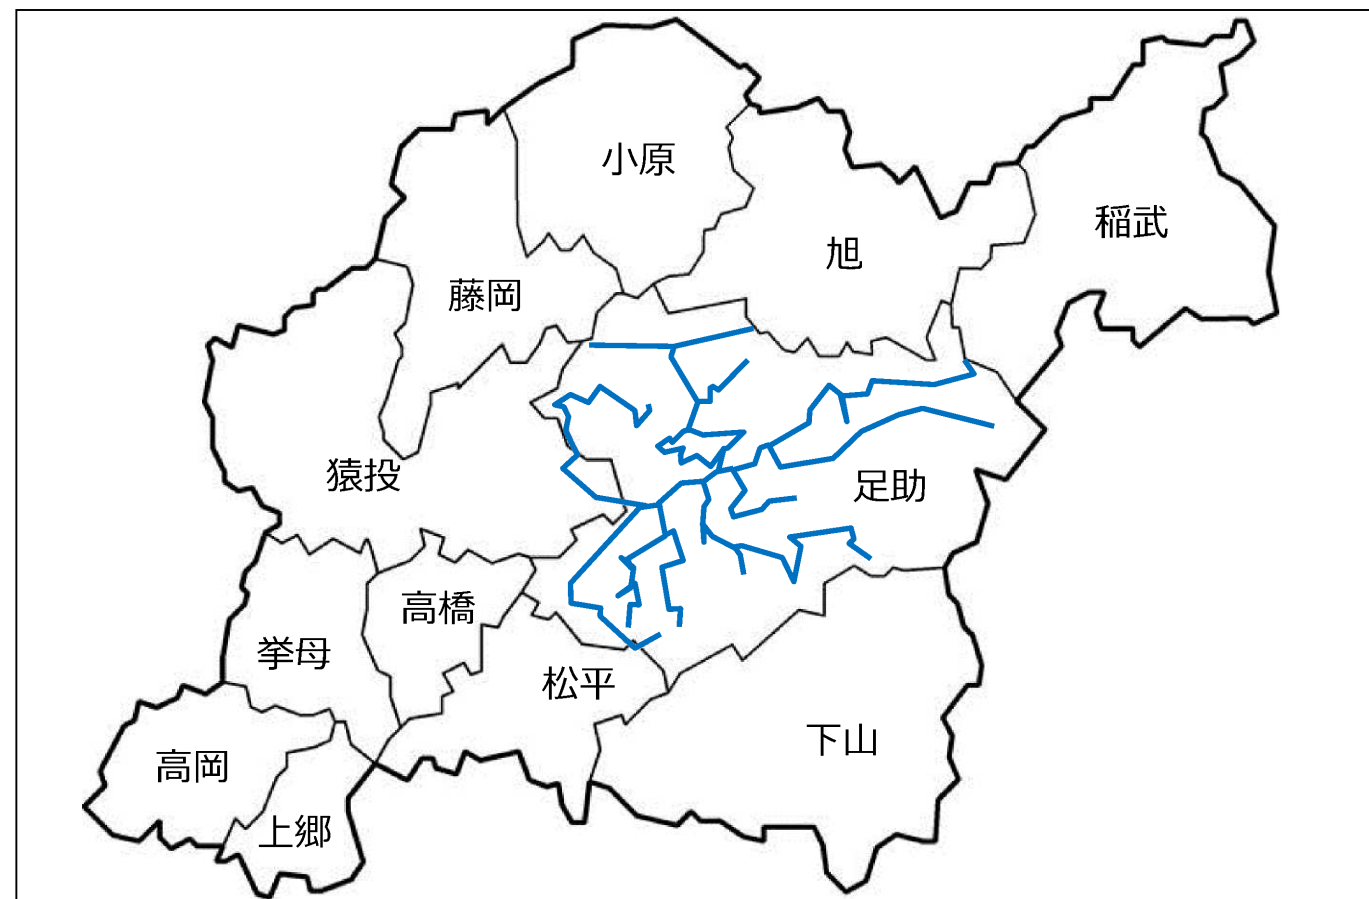 小原
稲武
旭
藤岡
猿投
足助
高橋
挙母
松平
下山
高岡
上郷